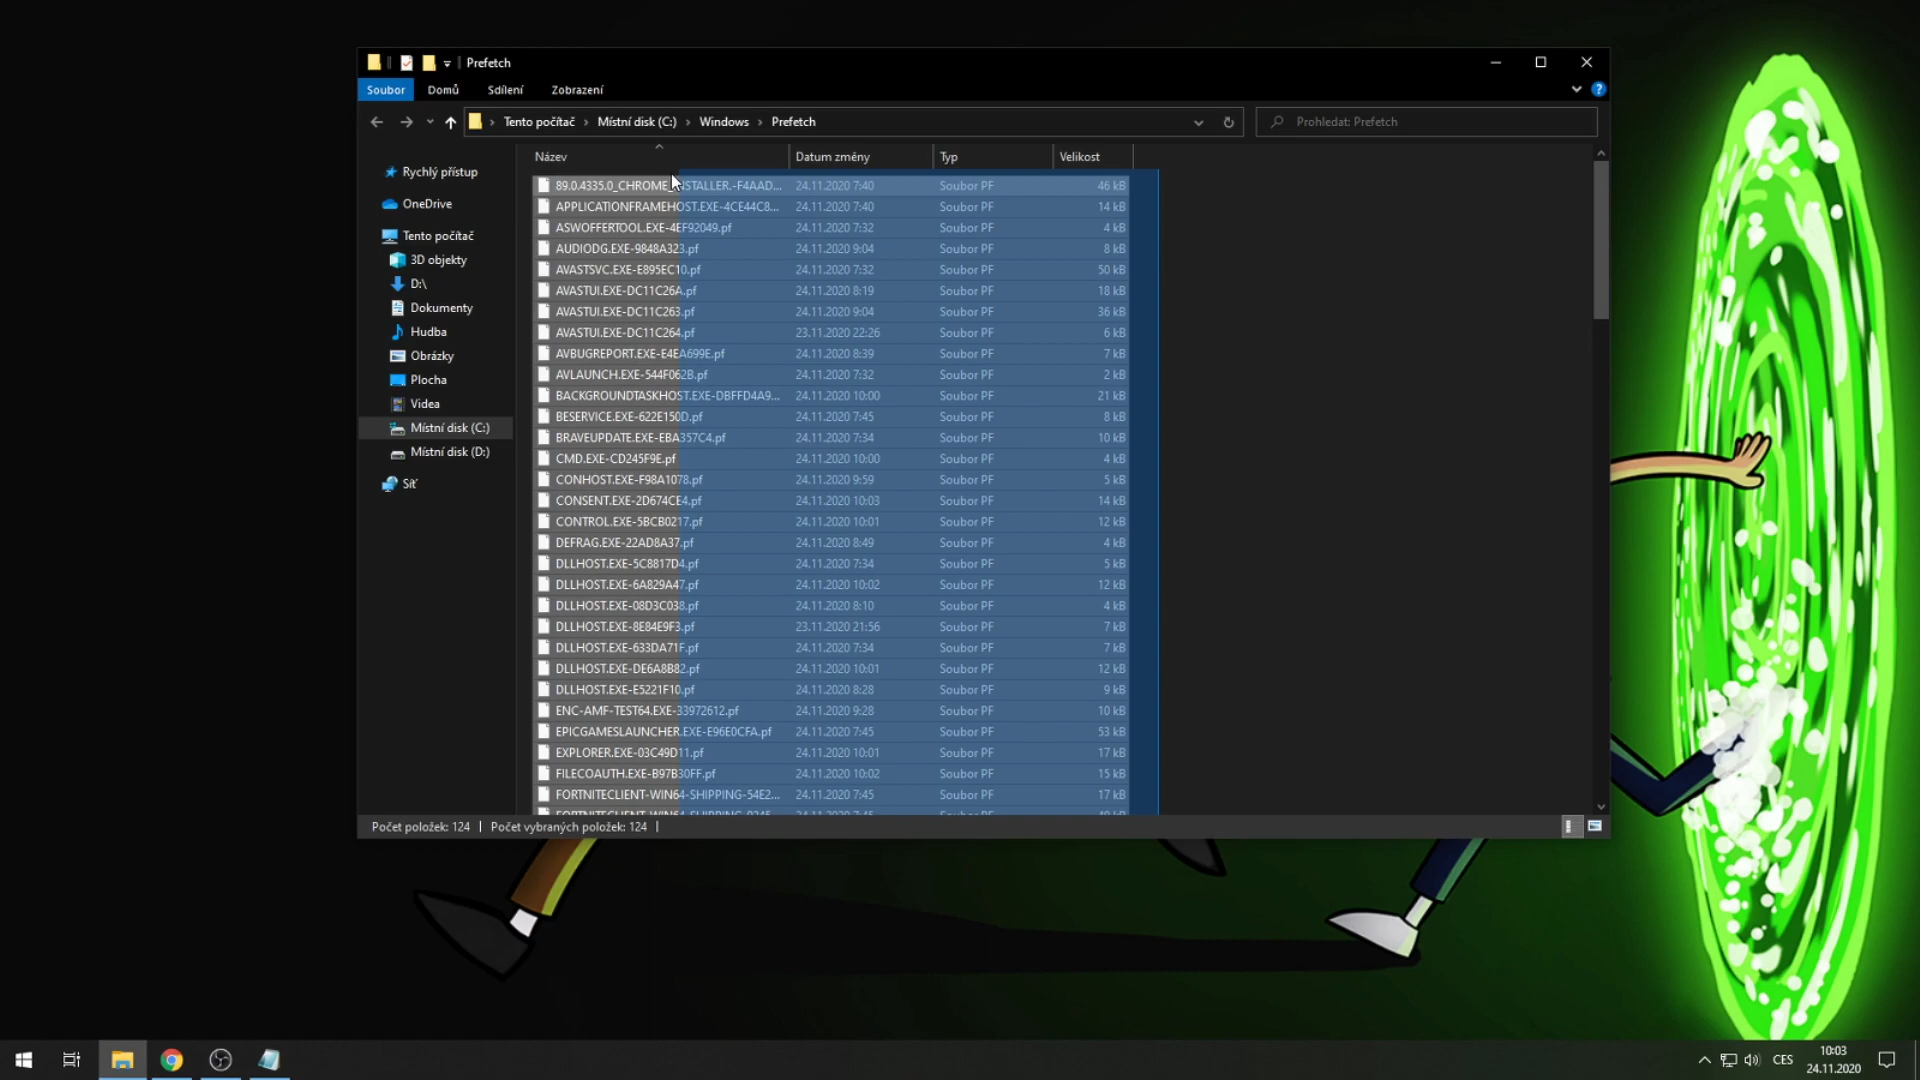 Prefetch
Soubor Domů Sdílení Zobrazení
Tento počítač Místní disk (C:) Windows Prefetch Prohledat: Prefetch
Rychlý přístup
OneDrive
Tento počítač
3D objekty
D:\
Dokumenty
Hudba
Obrázky
Plocha
Videa
Místní disk (C:)
Místní disk (D:)
Síť
Název Datum změny Typ Velikost
89.0.4335.0_CHROME_INSTALLER.-F4AAD... 24.11.2020 7:40 Soubor PF 46 kB
APPLICATIONFRAMEHOST.EXE-4CE44C8... 24.11.2020 7:40 Soubor PF 14 kB
ASWOFFERTOOL.EXE-4EF92049.pf 24.11.2020 7:32 Soubor PF 4 kB
AUDIODG.EXE-9848A323.pf 24.11.2020 9:04 Soubor PF 8 kB
AVASTSVC.EXE-E895EC10.pf 24.11.2020 7:32 Soubor PF 50 kB
AVASTUI.EXE-DC11C26A.pf 24.11.2020 8:19 Soubor PF 18 kB
AVASTUI.EXE-DC11C263.pf 24.11.2020 9:04 Soubor PF 36 kB
AVASTUI.EXE-DC11C264.pf 23.11.2020 22:26 Soubor PF 6 kB
AVBUGREPORT.EXE-E4EA699E.pf 24.11.2020 8:39 Soubor PF 7 kB
AVLAUNCH.EXE-544F062B.pf 24.11.2020 7:32 Soubor PF 2 kB
BACKGROUNDTASKHOST.EXE-DBFFD4A9... 24.11.2020 10:00 Soubor PF 21 kB
BESERVICE.EXE-622E150D.pf 24.11.2020 7:45 Soubor PF 8 kB
BRAVEUPDATE.EXE-EBA357C4.pf 24.11.2020 7:34 Soubor PF 10 kB
CMD.EXE-CD245F9E.pf 24.11.2020 10:00 Soubor PF 4 kB
CONHOST.EXE-F98A1078.pf 24.11.2020 9:59 Soubor PF 5 kB
CONSENT.EXE-2D674CE4.pf 24.11.2020 10:03 Soubor PF 14 kB
CONTROL.EXE-5BCB0217.pf 24.11.2020 10:01 Soubor PF 12 kB
DEFRAG.EXE-22AD8A37.pf 24.11.2020 8:49 Soubor PF 4 kB
DLLHOST.EXE-5C8817D4.pf 24.11.2020 7:34 Soubor PF 5 kB
DLLHOST.EXE-6A829A47.pf 24.11.2020 10:02 Soubor PF 12 kB
DLLHOST.EXE-08D3C038.pf 24.11.2020 8:10 Soubor PF 4 kB
DLLHOST.EXE-8E84E9F3.pf 23.11.2020 21:56 Soubor PF 7 kB
DLLHOST.EXE-633DA71F.pf 24.11.2020 7:34 Soubor PF 7 kB
DLLHOST.EXE-DE6A8B82.pf 24.11.2020 10:01 Soubor PF 12 kB
DLLHOST.EXE-E5221F10.pf 24.11.2020 8:28 Soubor PF 9 kB
ENC-AMF-TEST64.EXE-33972612.pf 24.11.2020 9:28 Soubor PF 10 kB
EPICGAMESLAUNCHER.EXE-E96E0CFA.pf 24.11.2020 7:45 Soubor PF 53 kB
EXPLORER.EXE-03C49D11.pf 24.11.2020 10:01 Soubor PF 17 kB
FILECOAUTH.EXE-B97B30FF.pf 24.11.2020 10:02 Soubor PF 15 kB
FORTNITECLIENT-WIN64-SHIPPING-54E2... 24.11.2020 7:45 Soubor PF 17 kB
Počet položek: 124 Počet vybraných položek: 124
CES
10:03
24.11.2020